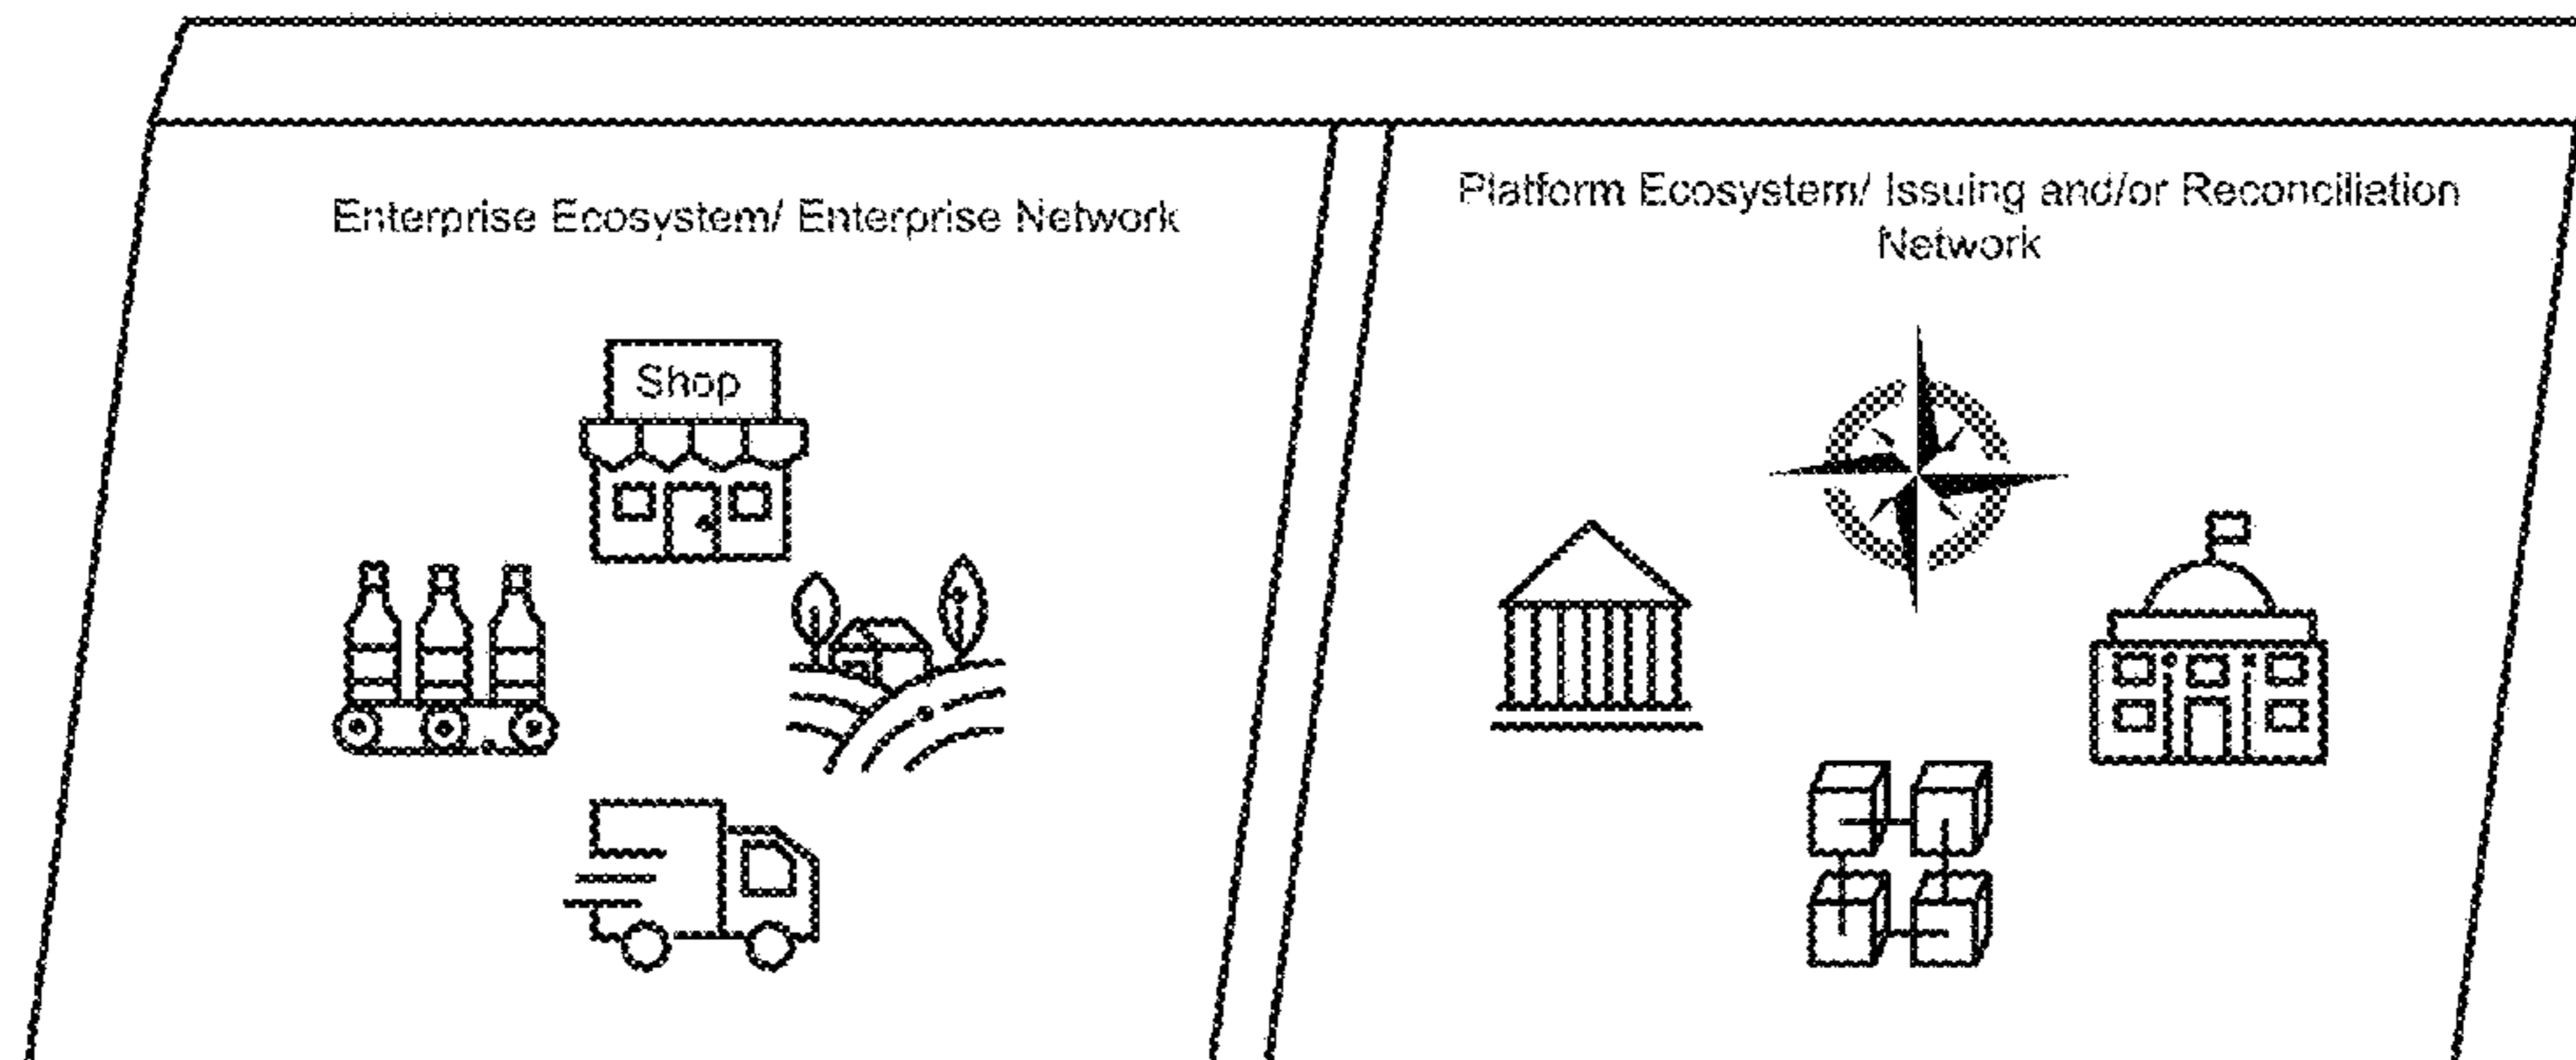 Enterprise Ecosystem/ Enterprise Network
Platform Ecosystem/ Issuing and/or Reconciliation
Network
Shop